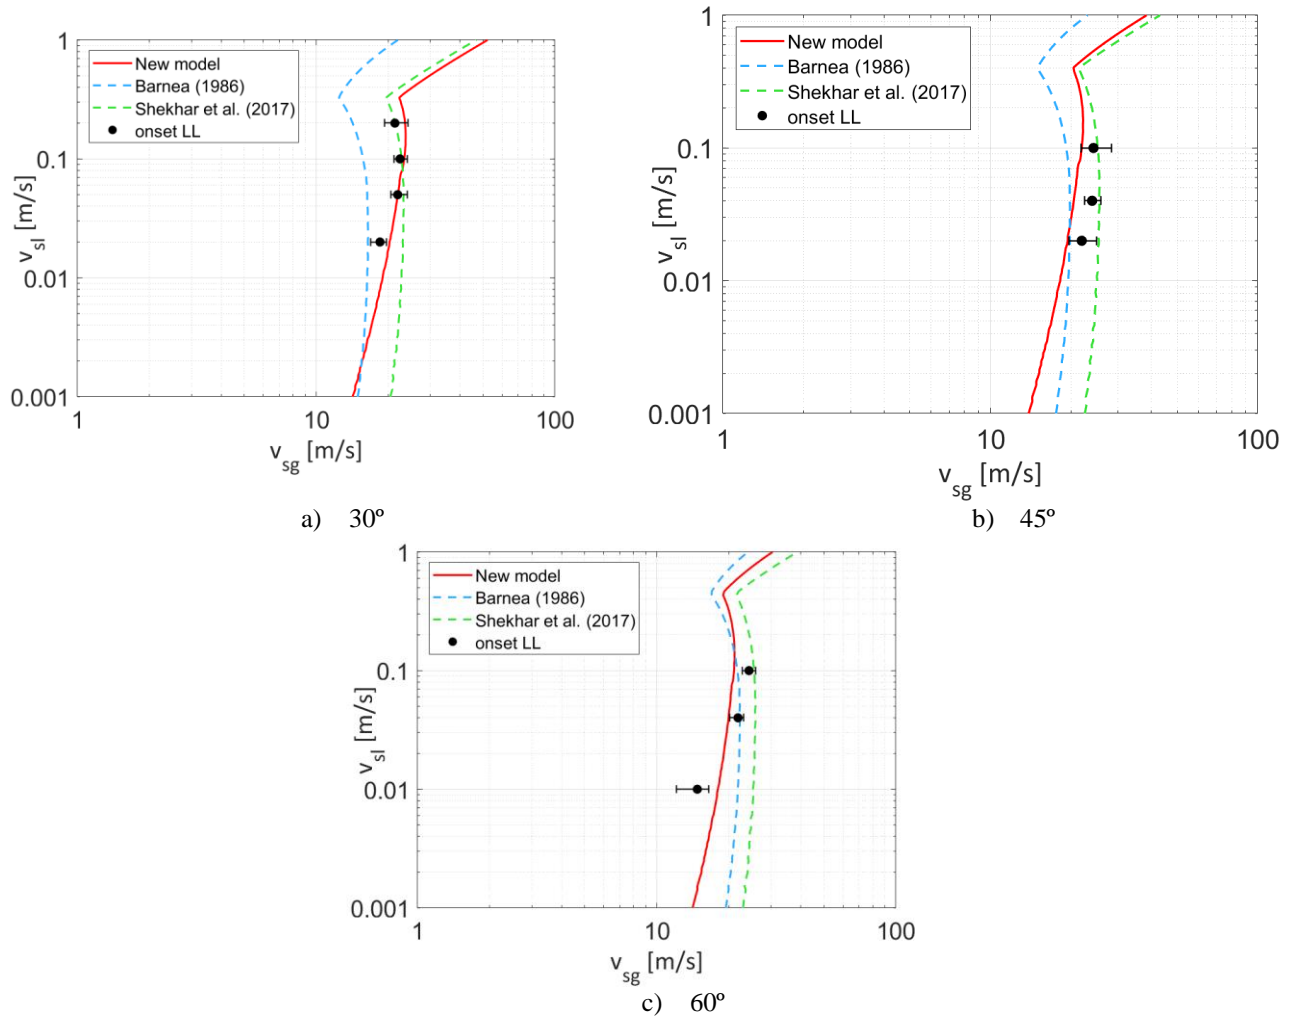 1
0.1
0.01
0.001
v_sl [m/s]
New model
Barnea (1986)
Shekhar et al. (2017)
onset LL
1
10
100
v_sg [m/s]
a) 30º
1
0.1
0.01
0.001
v_sl [m/s]
New model
Barnea (1986)
Shekhar et al. (2017)
onset LL
1
10
100
v_sg [m/s]
b) 45º
1
0.1
0.01
0.001
v_sl [m/s]
New model
Barnea (1986)
Shekhar et al. (2017)
onset LL
1
10
100
v_sg [m/s]
c) 60º